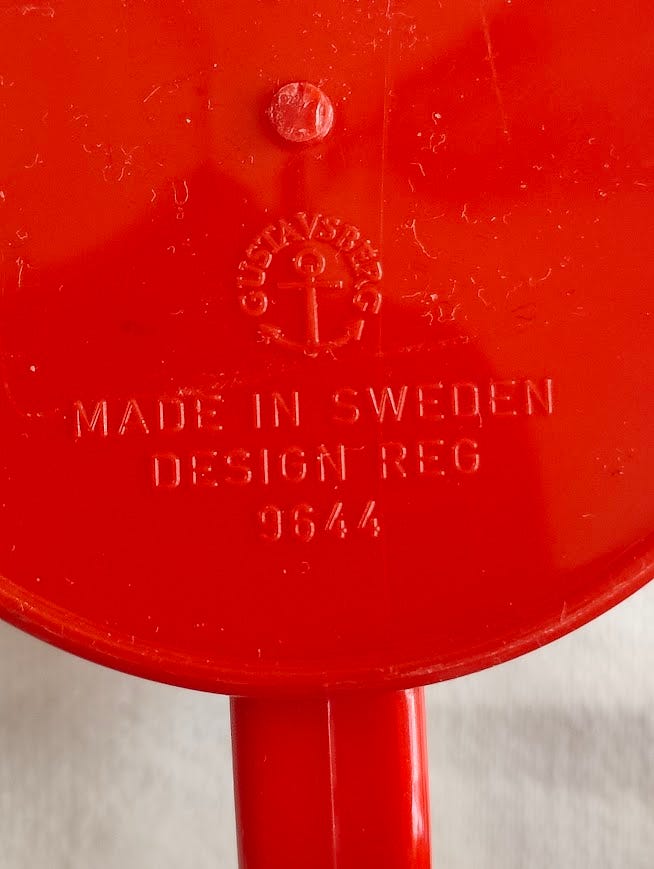 GUSTAVSBERG
MADE IN SWEDEN
DESIGN REG
9644